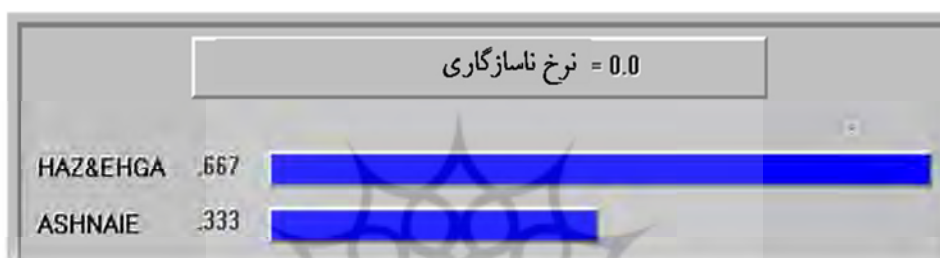 نرخ ناسازگاری = 0.0
HAZ&EHGA .667
ASHNAIE .333